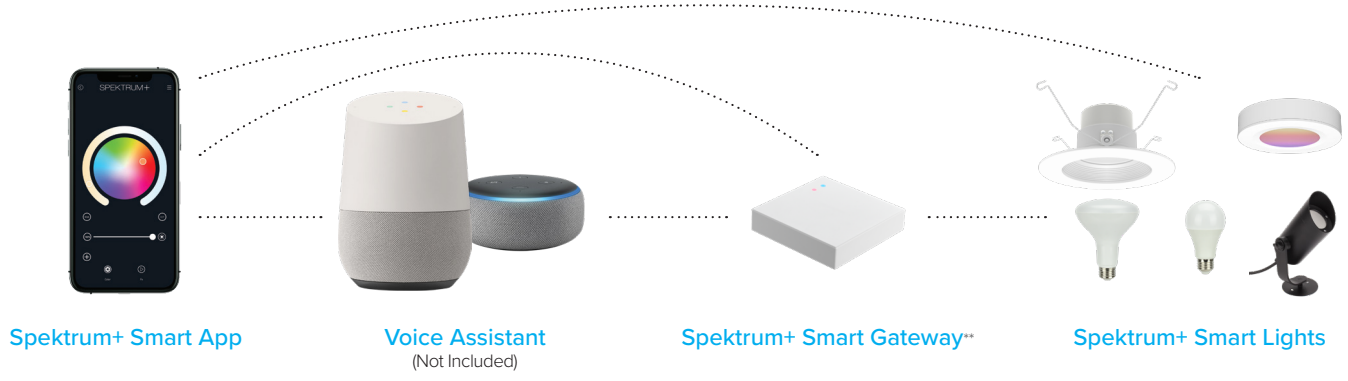 SPEKTRUM+
Spektrum+ Smart App
Voice Assistant
(Not Included)
Spektrum+ Smart Gateway**
Spektrum+ Smart Lights